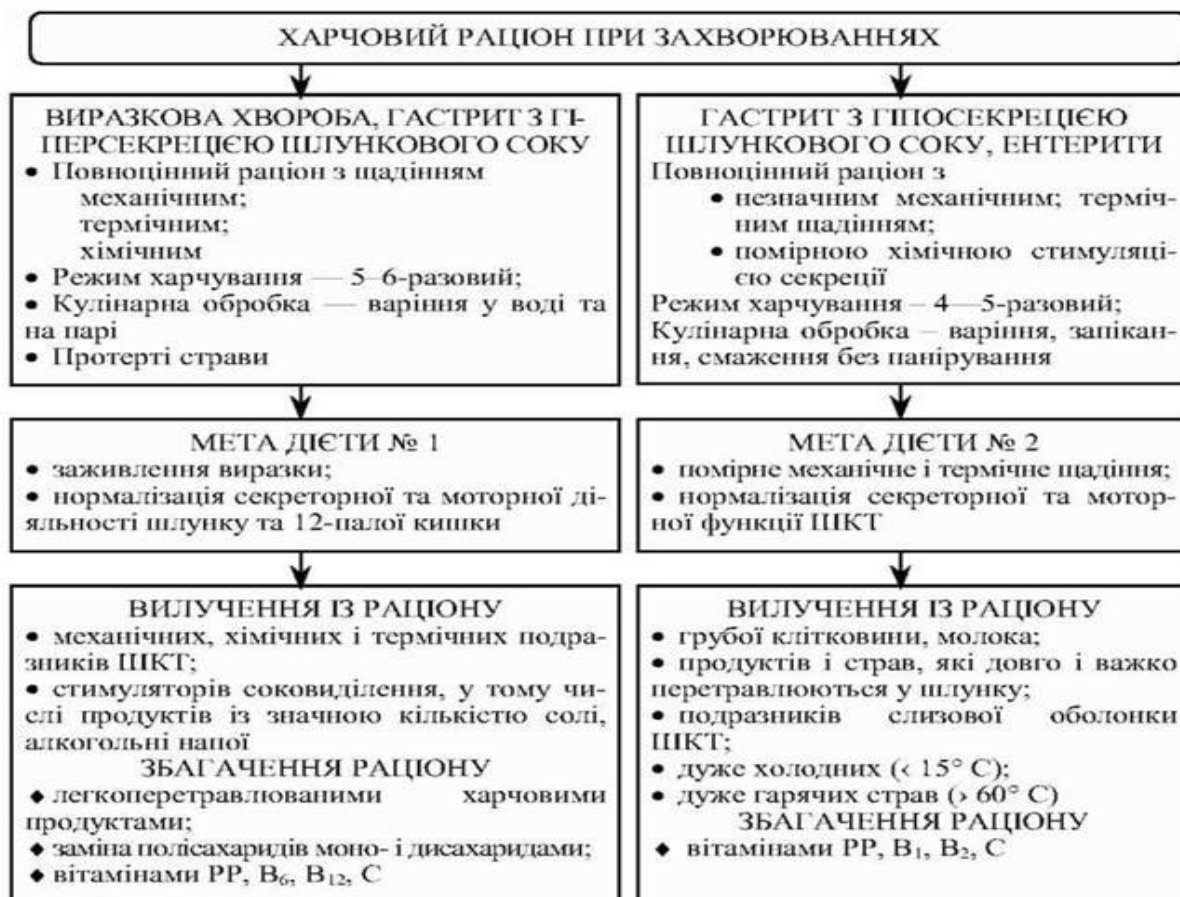 ХАРЧОВИЙ РАЦІОН ПРИ ЗАХВОРЮВАННЯХ
ВИРАЗКОВА ХВОРОБА, ГАСТРИТ З ГІ-
ПЕРСЕКРЕЦІЄЮ ШЛУНКОВОГО СОКУ
• Повноцінний раціон з щадінням
механічним;
термічним;
хімічним
• Режим харчування — 5–6-разовий;
• Кулінарна обробка — варіння у воді та
на парі
• Протерті страви
МЕТА ДІЄТИ № 1
• заживлення виразки;
• нормалізація секреторної та моторної ді-
яльності шлунку та 12-палої кишки
ВИЛУЧЕННЯ ІЗ РАЦІОНУ
• механічних, хімічних і термічних подра-
зників ШКТ;
• стимуляторів соковиділення, у тому чи-
слі продуктів із значною кількістю солі,
алкогольні напої
ЗБАГАЧЕННЯ РАЦІОНУ
♦ легкоперетравлюваними харчовими
продуктами;
♦ заміна полісахаридів моно- і дисахаридами;
♦ вітамінами РР, В₆, В₁₂, С
ГАСТРИТ З ГІПОСЕКРЕЦІЄЮ
ШЛУНКОВОГО СОКУ, ЕНТЕРИТИ
Повноцінний раціон з
• незначним механічним; терміч-
ним щадінням;
• помірною хімічною стимуляці-
єю секреції
Режим харчування – 4—5-разовий;
Кулінарна обробка – варіння, запікан-
ня, смаження без панірування
МЕТА ДІЄТИ № 2
• помірне механічне і термічне щадіння;
• нормалізація секреторної та мотор-
ної функції ШКТ
ВИЛУЧЕННЯ ІЗ РАЦІОНУ
• грубої клітковини, молока;
• продуктів і страв, які довго і важко
перетравлюються у шлунку;
• подразників слизової оболонки
ШКТ;
• дуже холодних (‹ 15° С);
• дуже гарячих страв (› 60° С)
ЗБАГАЧЕННЯ РАЦІОНУ
♦ вітамінами РР, В₁, В₂, С